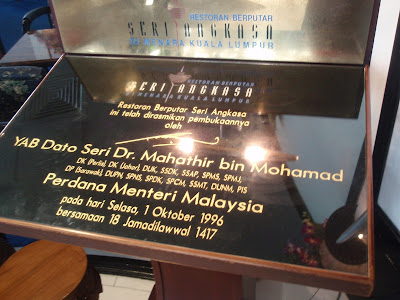 RESTORAN BERPUTAR
SERI ANGKASA
MENARA KUALA LUMPUR
RESTORAN BERPUTAR
SERI ANGKASA
MENARA KUALA LUMPUR
Restoran Berputar Seri Angkasa
Ini telah dirasmikan pembukaannya
oleh
YAB Dato Seri Dr. Mahathir bin Mohamad
DK (Perlis), DK (Johor), DUK, SSDK, SSAP, SPMS, SPMJ,
DP (Sarawak), DUPN, SPNS, SPDK, SPCM, SSMT, DUNM, PIS
Perdana Menteri Malaysia
pada hari Selasa, 1 Oktober 1996
bersamaan 18 Jamadilawwal 1417